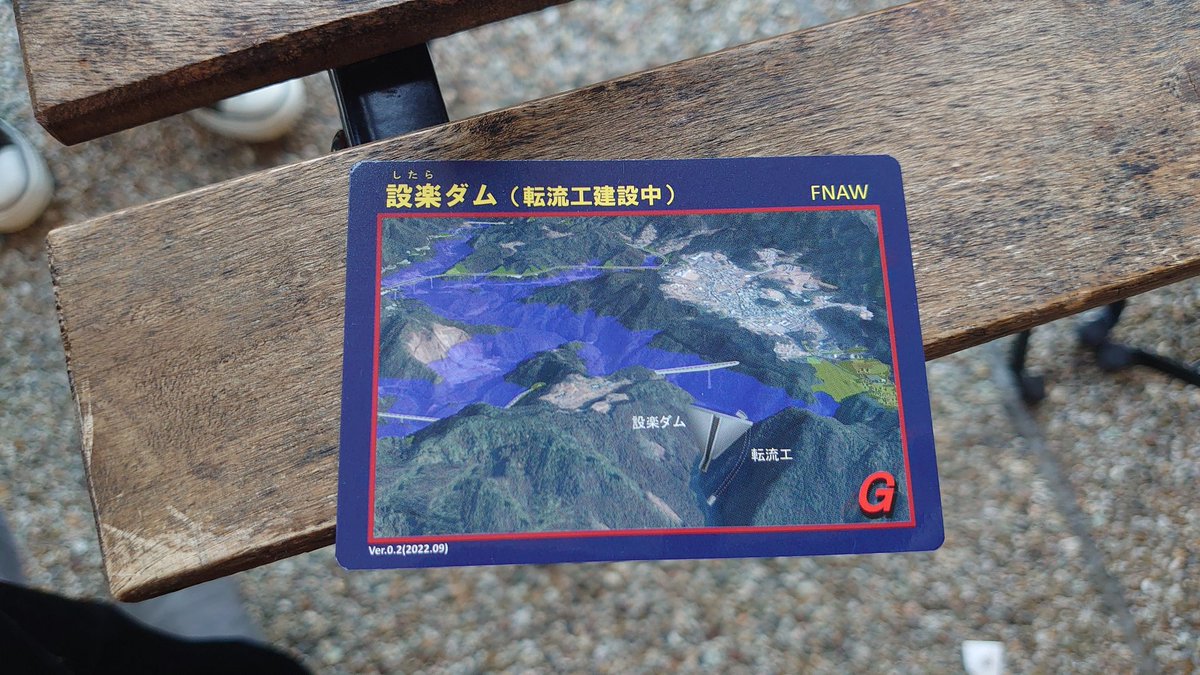 したら
設楽ダム（転流工建設中）
FNAW
設楽ダム
転流工
G
Ver.0.2(2022.09)